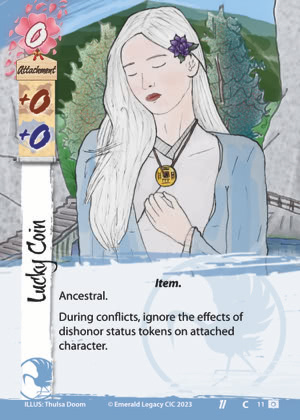 0
Attachment
+0
+0
Lucky Coin
Item.
Ancestral.
During conflicts, ignore the effects of
dishonor status tokens on attached
character.
ILLUS: Thulsa Doom
© Emerald Legacy CIC 2023
C 11